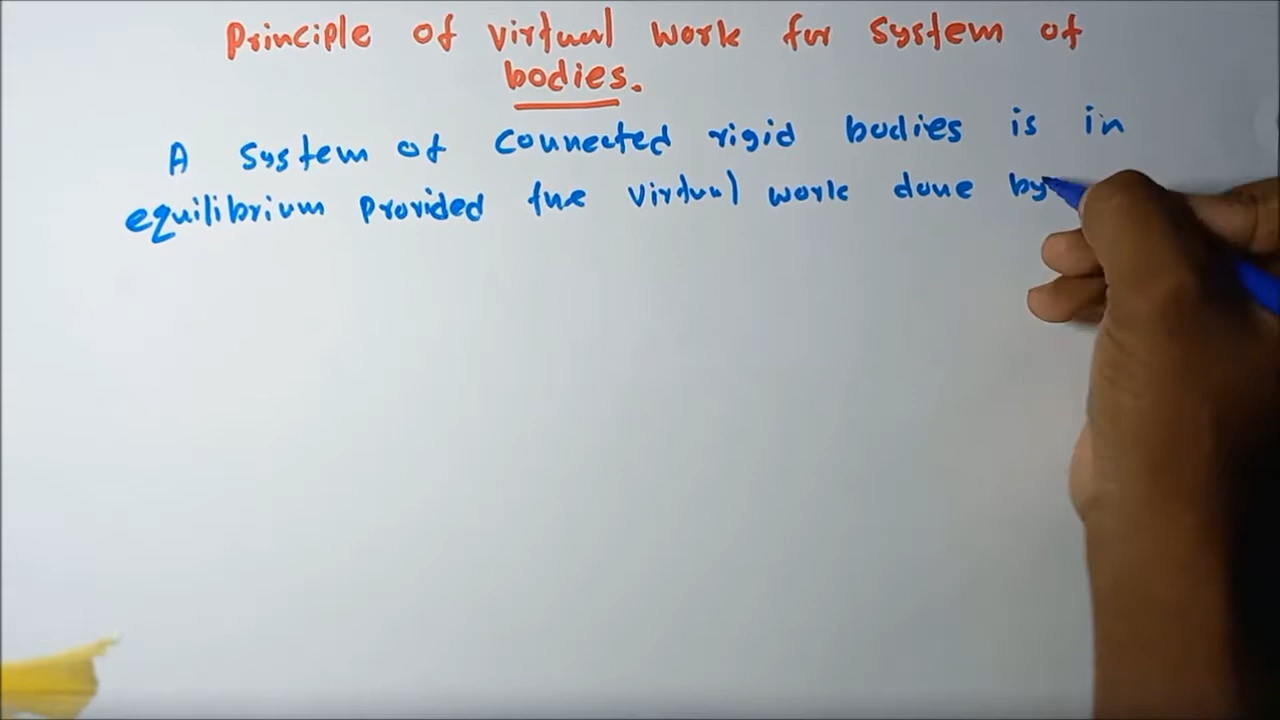 Principle of virtual work for system of
bodies.
A system of connected rigid bodies is in
equilibrium provided the virtual work done by